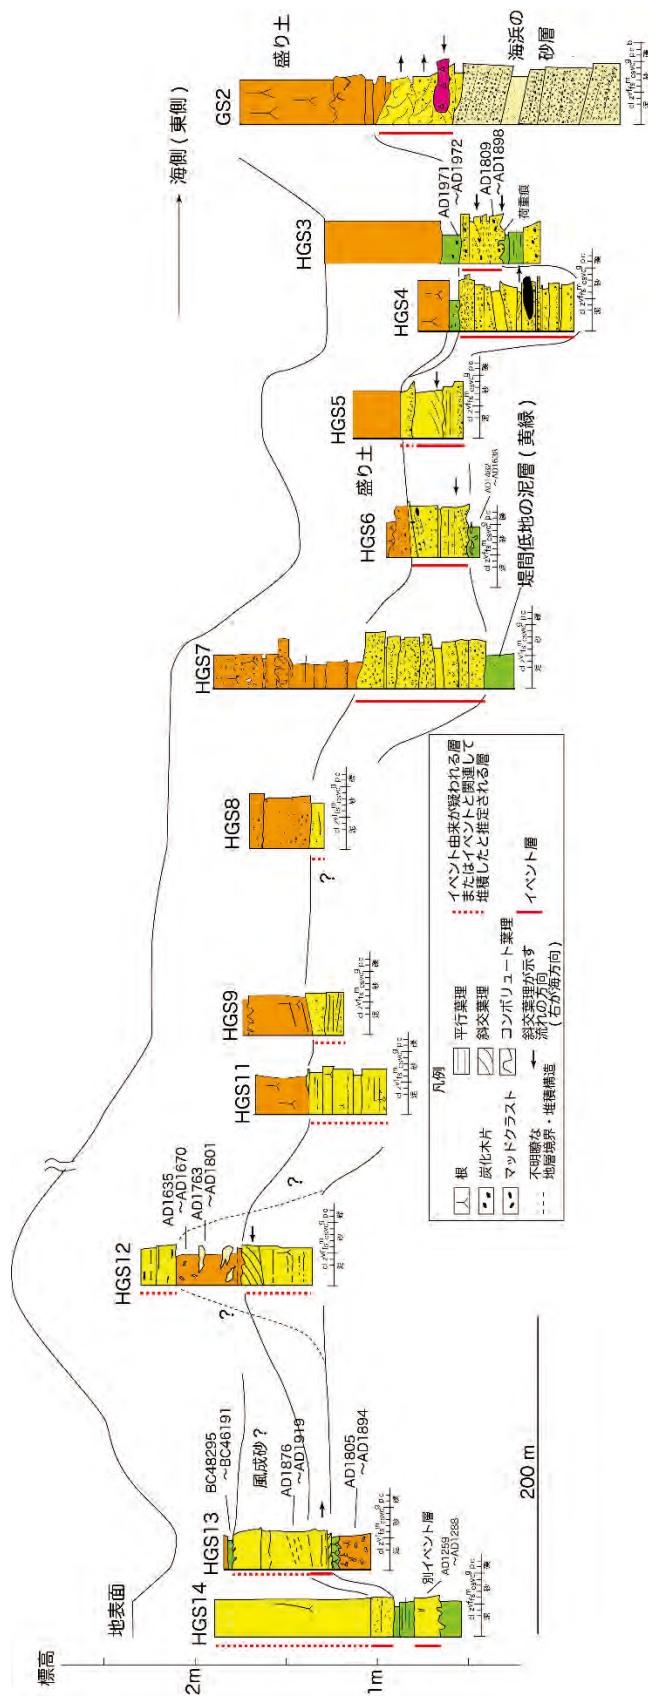 標高
2m
1m
地表面
海側(東側)
HGS14
別イベント層
AD1259
~AD1288
HGS13
BC48295
~BC46191
風成砂?
AD1876
~AD1919
AD1805
~AD1894
HGS12
AD1635
~AD1670
AD1763
~AD1801
?
?
HGS11
HGS9
HGS8
?
HGS7
堤間低地の泥層(黄緑)
HGS6
HGS5
盛り土
HGS4
HGS3
AD1971
~AD1972
AD1809
~AD1898
荷重痕
GS2
盛り土
海浜の
砂層
200 m
凡例
根
炭化木片
マッドクラスト
不明瞭な
地層境界・堆積構造
平行葉理
斜交葉理
コンボリュート葉理
斜交葉理が示す
流れの方向
(右が海方向)
イベント由来が疑われる層
またはイベントと関連して
堆積したと推定される層
イベント層